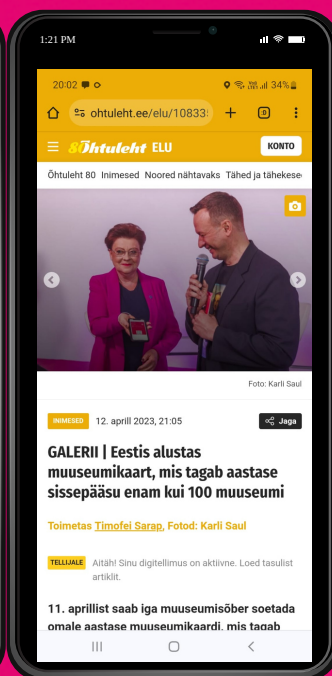 1:21 PM
20:02 34%
ohtuleht.ee/elu/10833
Õhtuleht ELU KONTO
Õhtuleht 80 Inimesed Noored nähtavaks Tähed ja tähekese
Foto: Karli Saul
INIMESED 12. aprill 2023, 21:05 Jaga
GALERII | Eestis alustas
muuseumikaart, mis tagab aastase
sissepääsu enam kui 100 muuseumi
Toimetas Timofei Sarap, Fotod: Karli Saul
TELLIJALE Aitäh! Sinu digitellimus on aktiivne. Loed tasulist
artiklit.
11. aprillist saab iga muuseumisõber soetada
omale aastase muuseumikaardi, mis tagab